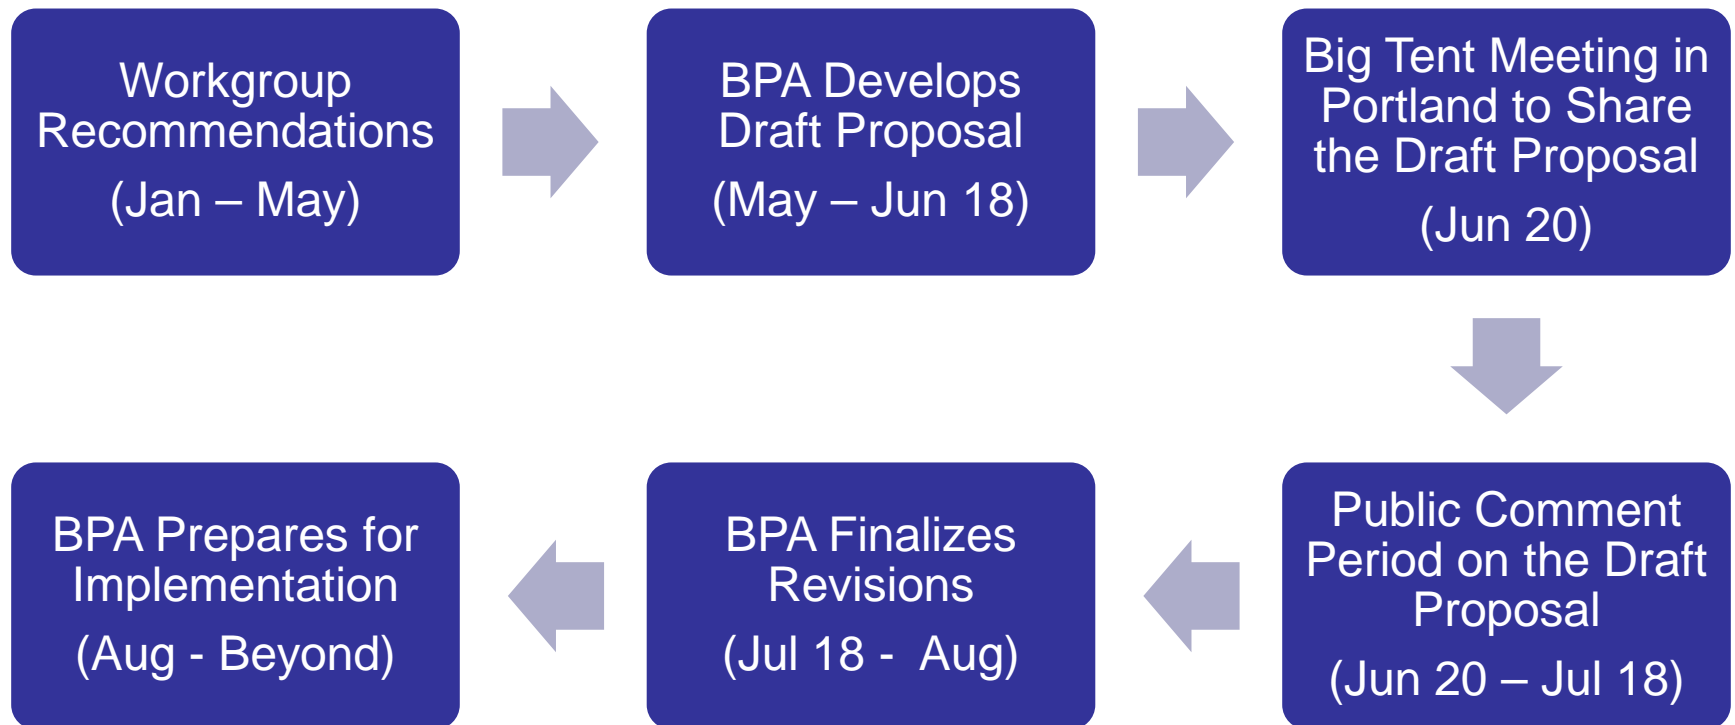 Workgroup
Recommendations
(Jan – May)
BPA Develops
Draft Proposal
(May – Jun 18)
Big Tent Meeting in
Portland to Share
the Draft Proposal
(Jun 20)
Public Comment
Period on the Draft
Proposal
(Jun 20 – Jul 18)
BPA Finalizes
Revisions
(Jul 18 -  Aug)
BPA Prepares for
Implementation
(Aug - Beyond)